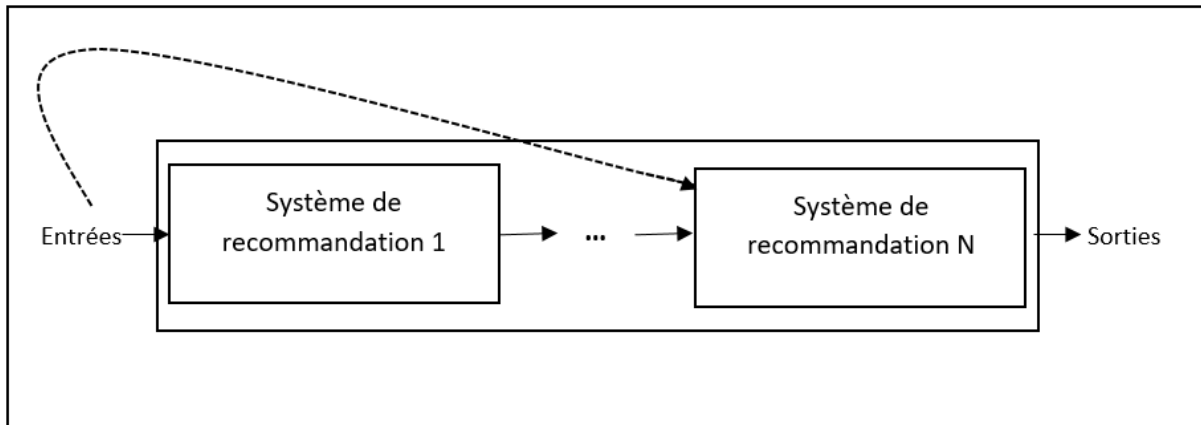 Système de
recommandation 1
Système de
recommandation N
Entrées
...
Sorties